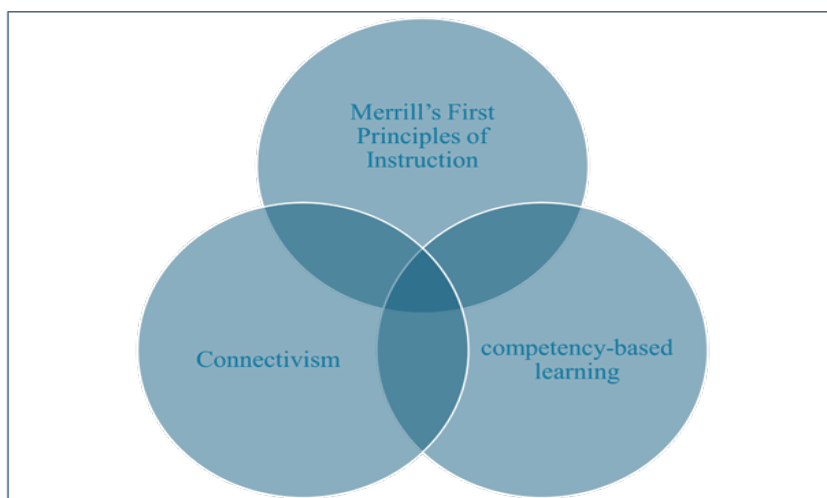 Merrill’s First
Principles of
Instruction
Connectivism
competency-based
learning